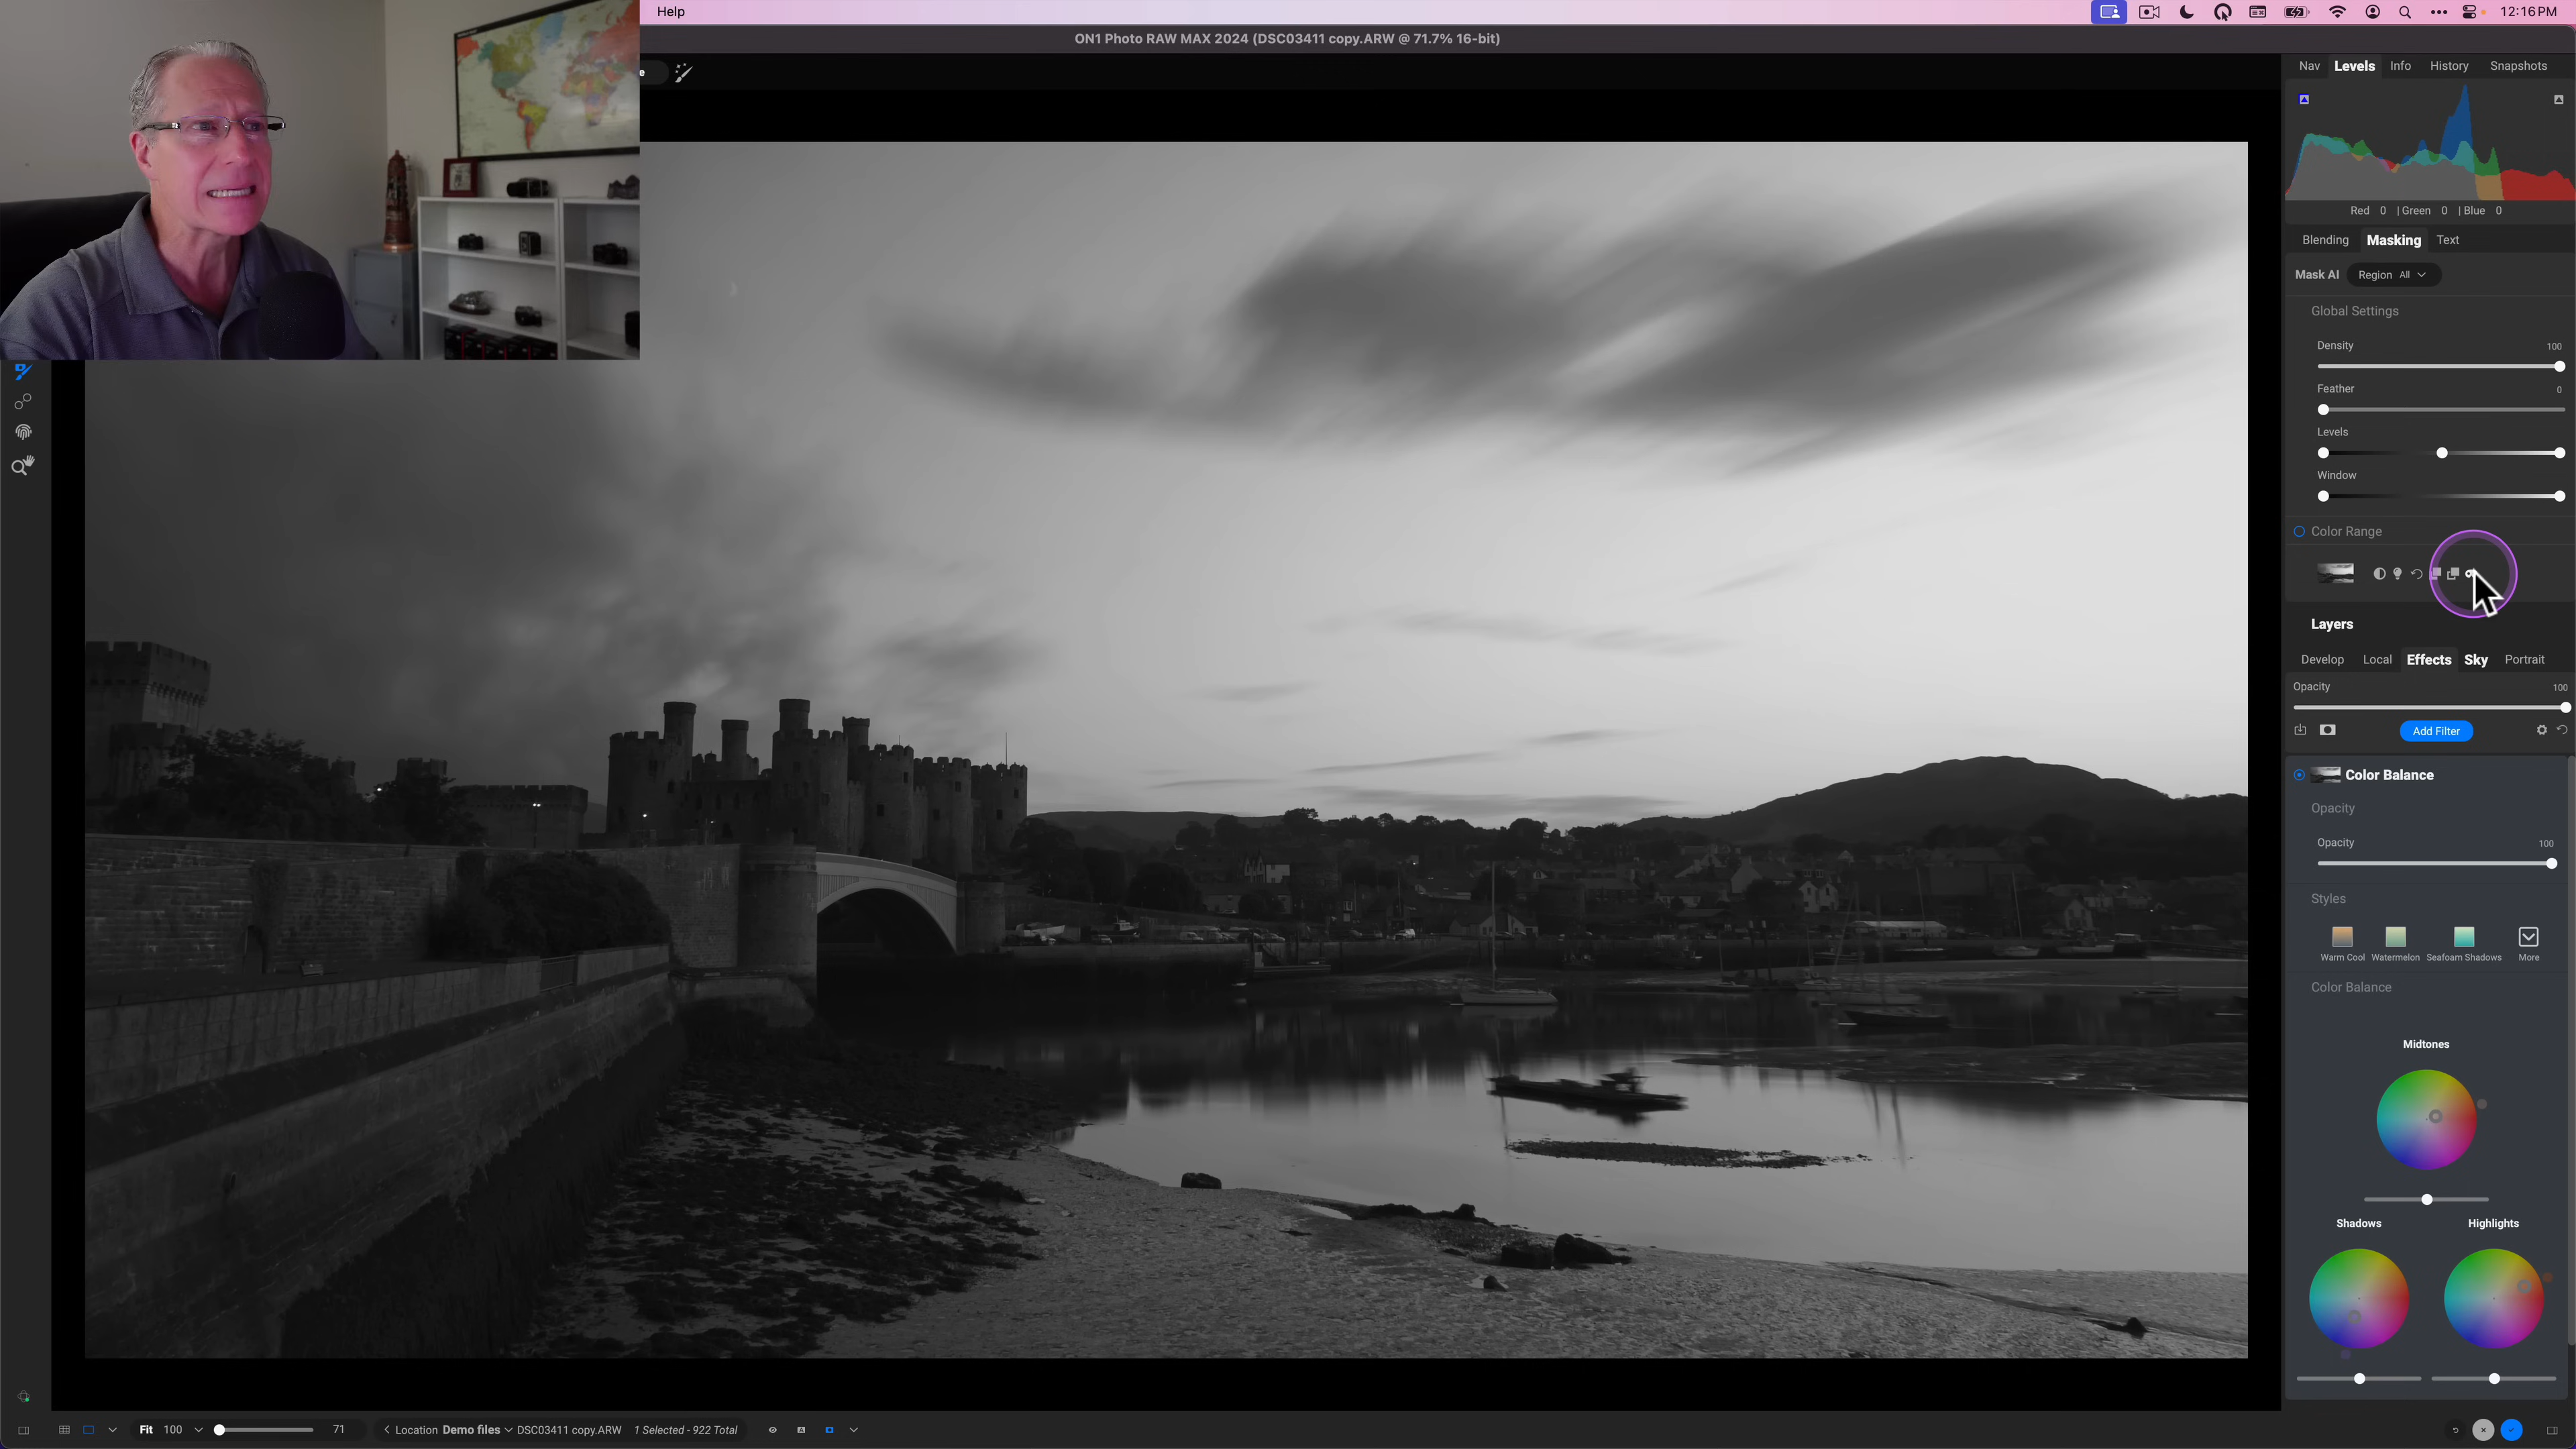 Help
12:16 PM
ON1 Photo RAW MAX 2024 (DSC03411 copy.ARW @ 71.7% 16-bit)
Nav Levels Info History Snapshots
Red 0 | Green 0 | Blue 0
Blending Masking Text
Mask AI Region All
Global Settings
Density 100
Feather 0
Levels
Window
Color Range
Layers
Develop Local Effects Sky Portrait
Opacity 100
Add Filter
Color Balance
Opacity
Opacity 100
Styles
Warm Cool Watermelon Seafoam Shadows More
Color Balance
Midtones
Shadows Highlights
Fit 100 71 Location Demo files DSC03411 copy.ARW 1 Selected - 922 Total